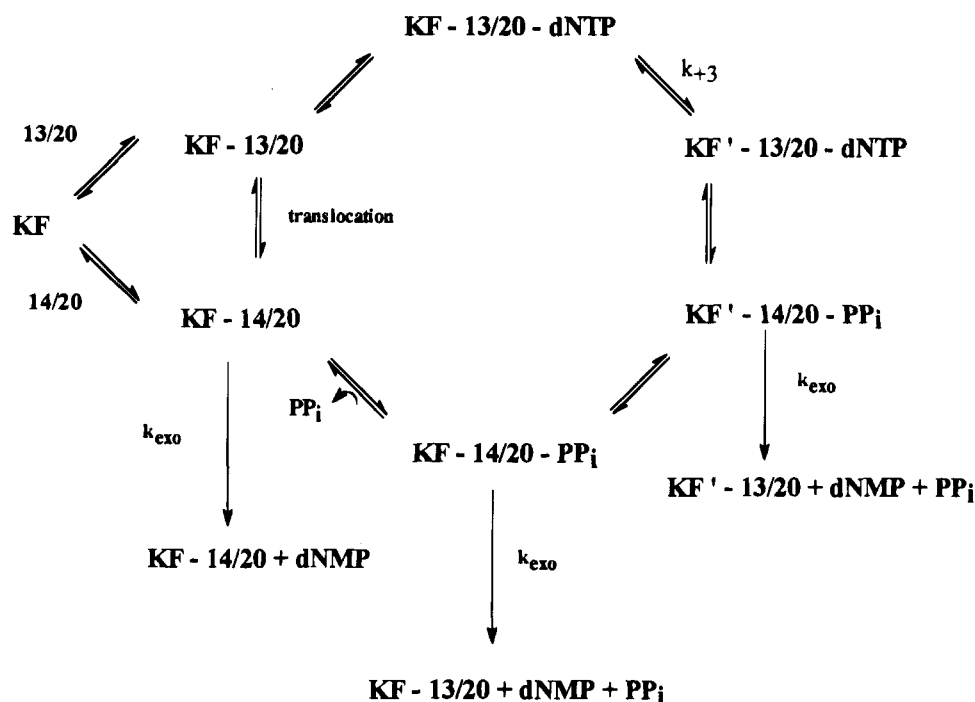 KF - 13/20 - dNTP
k+3
13/20
KF - 13/20
KF ' - 13/20 - dNTP
KF
translocation
14/20
KF - 14/20
KF ' - 14/20 - PPi
kexo
PPi
kexo
KF - 14/20 - PPi
KF ' - 13/20 + dNMP + PPi
KF - 14/20 + dNMP
kexo
KF - 13/20 + dNMP + PPi